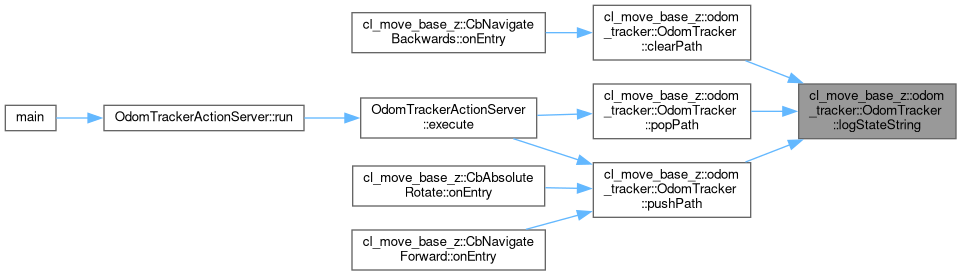 cl_move_base_z::CbNavigate
Backwards::onEntry
cl_move_base_z::odom
_tracker::OdomTracker
::clearPath
main
OdomTrackerActionServer::run
OdomTrackerActionServer
::execute
cl_move_base_z::odom
_tracker::OdomTracker
::popPath
cl_move_base_z::odom
_tracker::OdomTracker
::logStateString
cl_move_base_z::CbAbsolute
Rotate::onEntry
cl_move_base_z::odom
_tracker::OdomTracker
::pushPath
cl_move_base_z::CbNavigate
Forward::onEntry